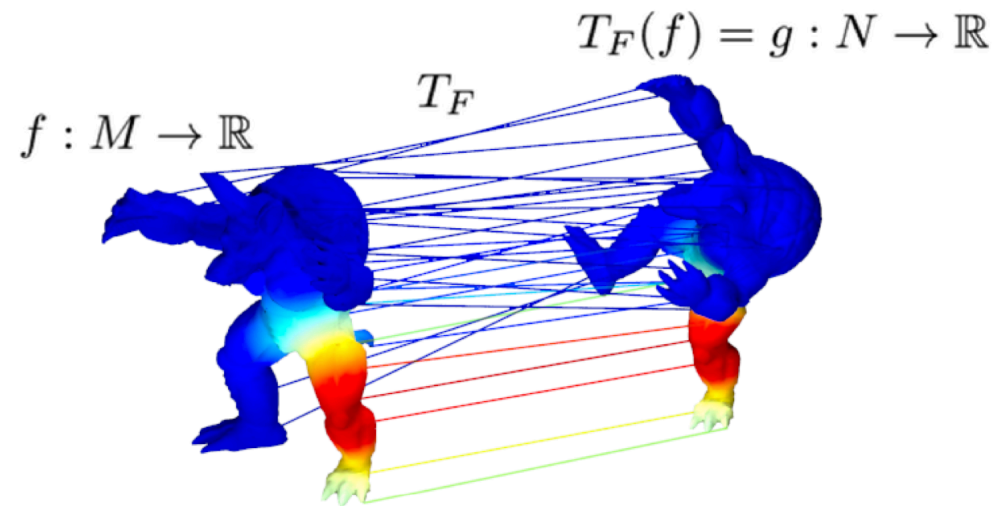 T_F(f) = g : N → ℝ
T_F
f : M → ℝ